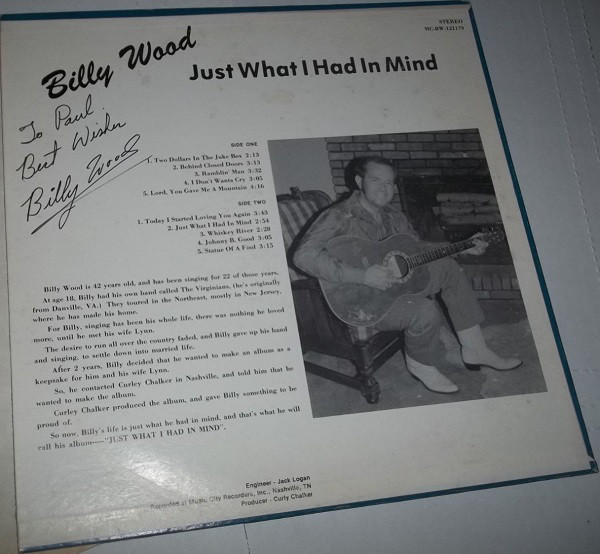 STEREO
MC-BW-121179
Billy Wood
Just What I Had In Mind
To Paul
Best Wishes
Billy Wood
SIDE ONE
1. Two Dollars In The Juke Box 2:13
2. Behind Closed Doors 3:13
3. Ramblin' Man 3:32
4. I Don't Wanta Cry 3:05
5. Lord, You Gave Me A Mountain 4:16
SIDE TWO
1. Today I Started Loving You Again 3:43
2. Just What I Had In Mind 2:54
3. Whiskey River 2:28
4. Johnny B. Good 3:05
5. Statue Of A Fool 3:15
Billy Wood is 42 years old, and has been singing for 22 of those years.
At age 18, Billy had his own band called The Virginians, (he's originally
from Danville, VA.) They toured in the Northeast, mostly in New Jersey,
where he has made his home.
For Billy, singing has been his whole life, there was nothing he loved
more, until he met his wife Lynn.
The desire to run all over the country faded, and Billy gave up his band
and singing, to settle down into married life.
After 2 years, Billy decided that he wanted to make an album as a
keepsake for him and his wife Lynn.
So, he contacted Curley Chalker in Nashville, and told him that he
wanted to make the album.
Curley Chalker produced the album, and gave Billy something to be
proud of.
So now, Billy's life is just what he had in mind, and that's what he will
call his album—"JUST WHAT I HAD IN MIND".
Engineer - Jack Logan
Recorded at Music City Recorders, Inc., Nashville, TN
Producer - Curly Chalker